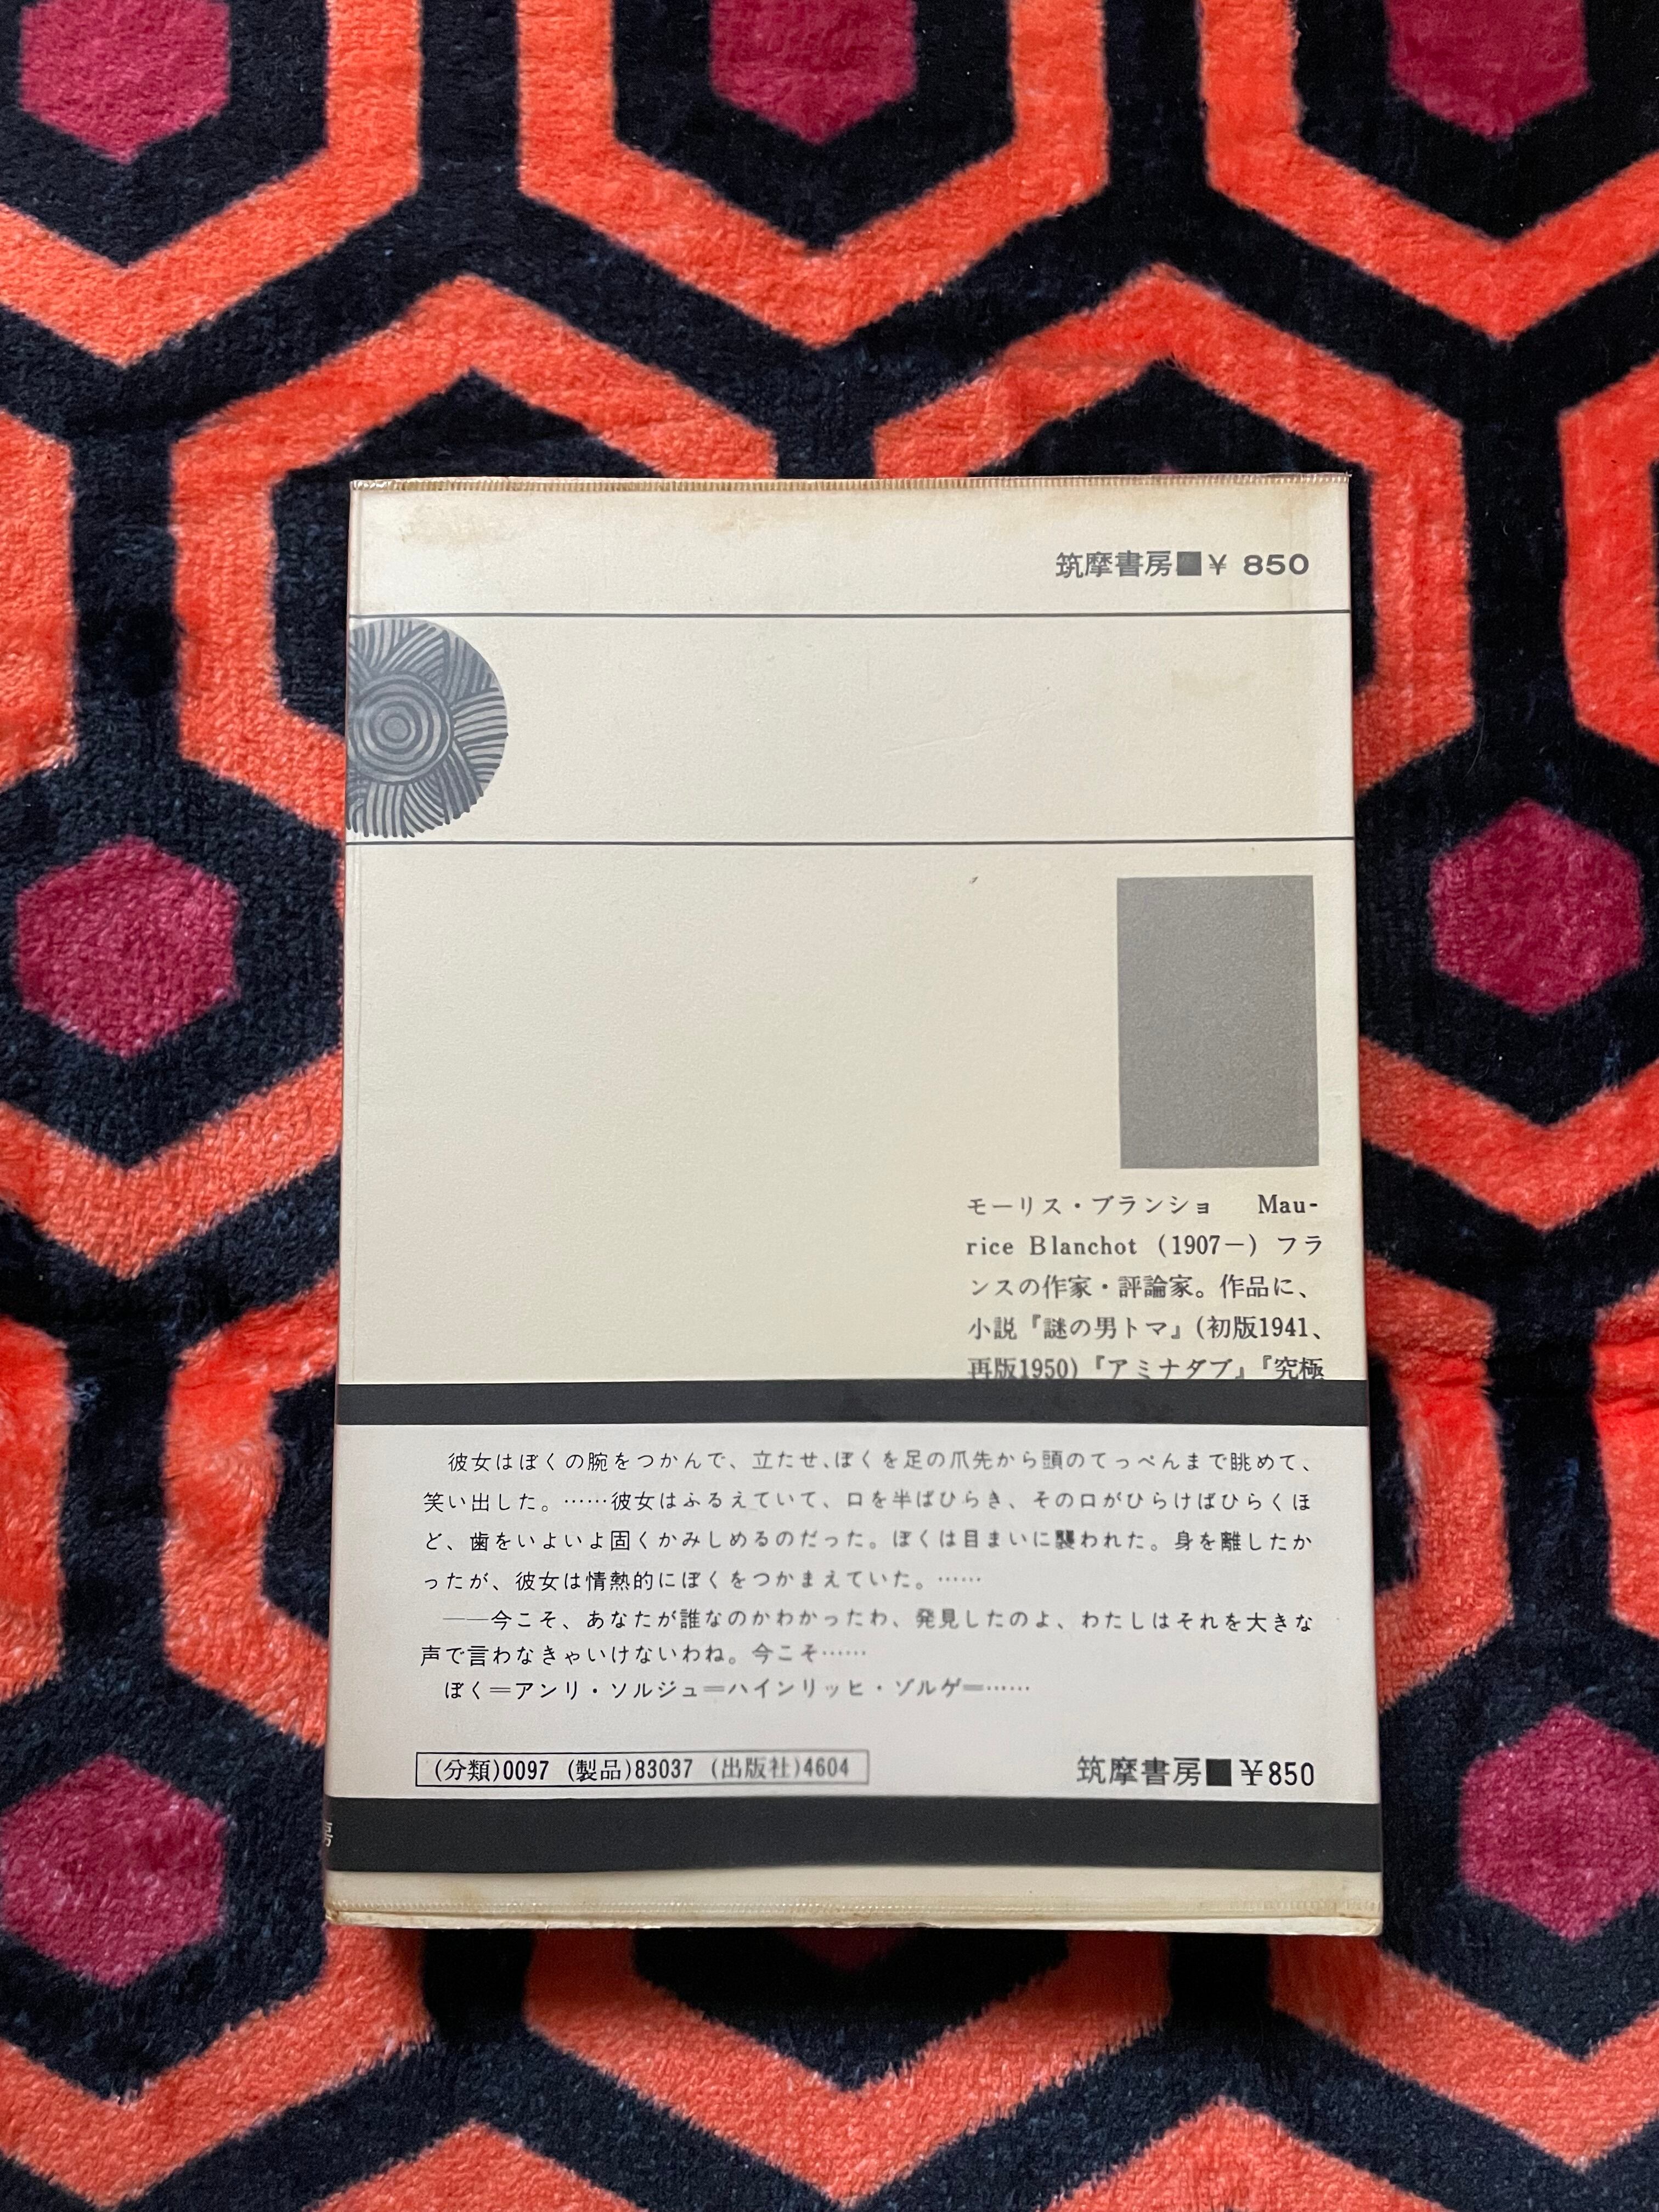 筑摩書房■¥ 850
モーリス・ブランショ Mau-
rice Blanchot (1907—) フラ
ンスの作家・評論家。作品に、
小説『謎の男トマ』(初版1941、
再版1950)『アミナダブ』『究極
彼女はぼくの腕をつかんで、立たせ、ぼくを足の爪先から頭のてっぺんまで眺めて、
笑い出した。……彼女はふるえていて、口を半ばひらき、その口がひらけばひらくほ
ど、歯をいよいよ固くかみしめるのだった。ぼくは目まいに襲われた。身を離したか
ったが、彼女は情熱的にぼくをつかまえていた。……
——今こそ、あなたが誰なのかわかったわ、発見したのよ、わたしはそれを大きな
声で言わなきゃいけないわね。今こそ……
ぼく＝アンリ・ソルジュ＝ハインリッヒ・ゾルゲ＝……
(分類)0097 (製品)83037 (出版社)4604
筑摩書房■¥850
房